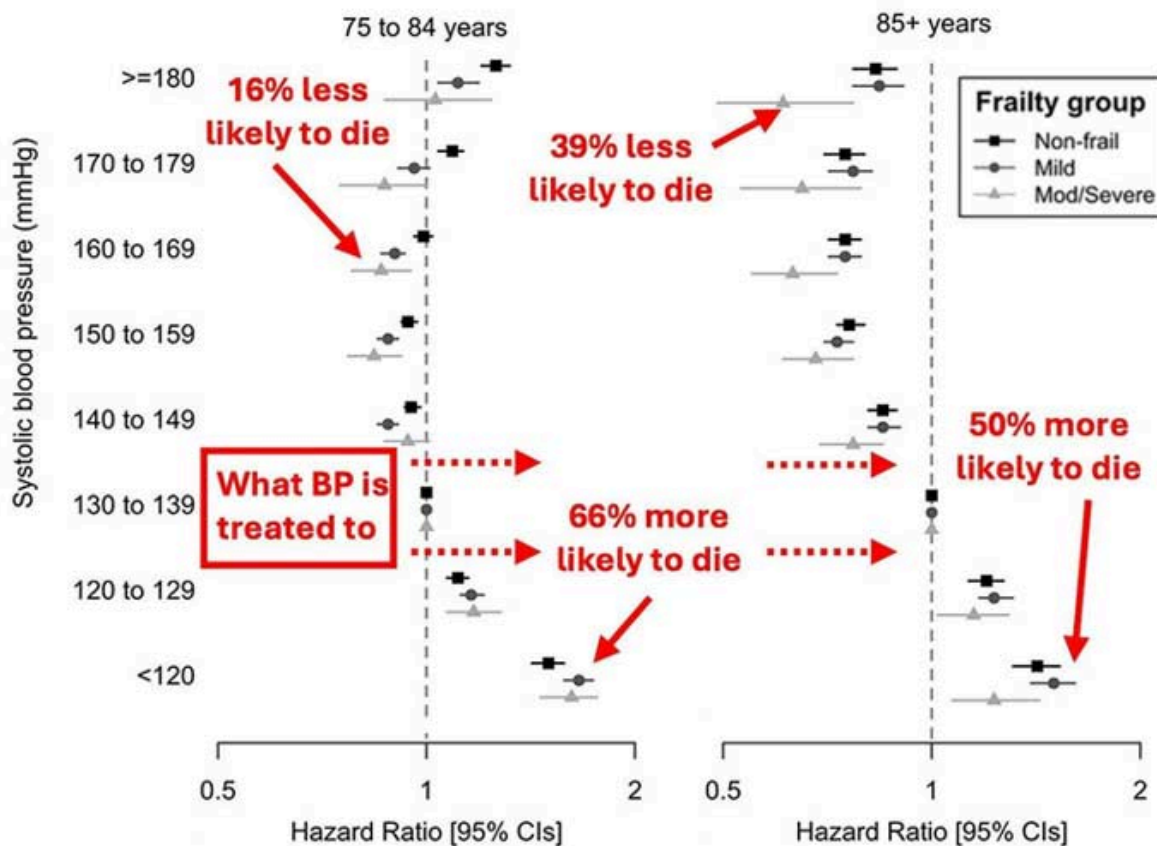 75 to 84 years
85+ years
Systolic blood pressure (mmHg)
>=180
170 to 179
160 to 169
150 to 159
140 to 149
130 to 139
120 to 129
<120
16% less
likely to die
39% less
likely to die
What BP is
treated to
66% more
likely to die
50% more
likely to die
Frailty group
Non-frail
Mild
Mod/Severe
0.5
1
2
Hazard Ratio [95% CIs]
0.5
1
2
Hazard Ratio [95% CIs]